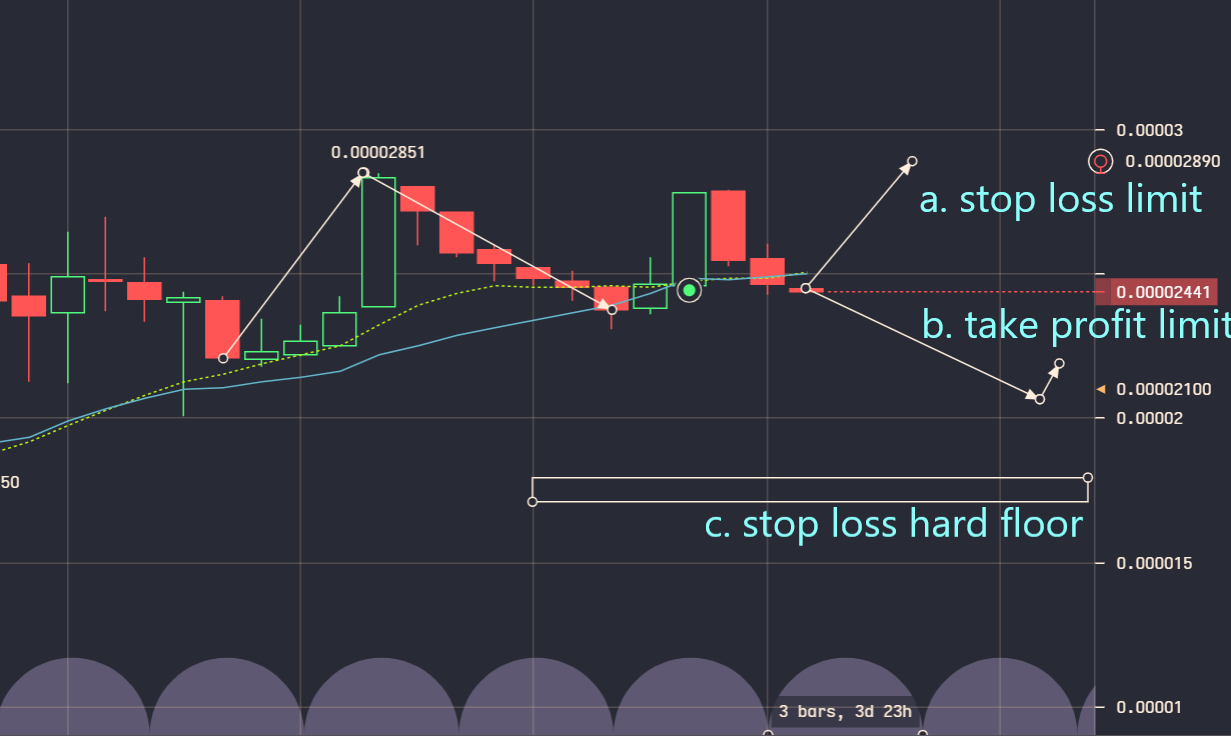 0.00003
0.00002851
0.00002890
a. stop loss limit
0.00002441
b. take profit limit
0.00002100
0.00002
50
c. stop loss hard floor
0.000015
3 bars, 3d 23h
0.00001